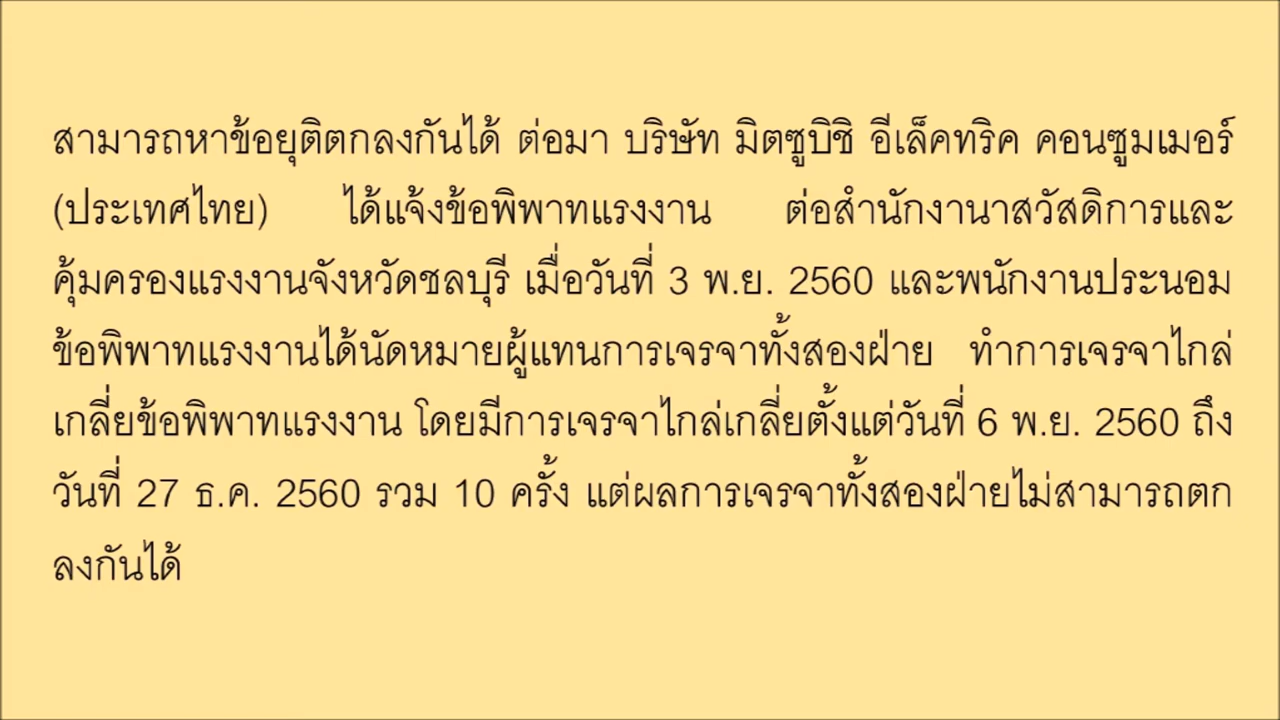 สามารถหาข้อยุติตกลงกันได้ ต่อมา บริษัท มิตซูบิชิ อีเล็คทริค คอนซูมเมอร์
(ประเทศไทย) ได้แจ้งข้อพิพาทแรงงาน ต่อสำนักงานาสวัสดิการและ
คุ้มครองแรงงานจังหวัดชลบุรี เมื่อวันที่ 3 พ.ย. 2560 และพนักงานประนอม
ข้อพิพาทแรงงานได้นัดหมายผู้แทนการเจรจาทั้งสองฝ่าย ทำการเจรจาไกล่
เกลี่ยข้อพิพาทแรงงาน โดยมีการเจรจาไกล่เกลี่ยตั้งแต่วันที่ 6 พ.ย. 2560 ถึง
วันที่ 27 ธ.ค. 2560 รวม 10 ครั้ง แต่ผลการเจรจาทั้งสองฝ่ายไม่สามารถตก
ลงกันได้